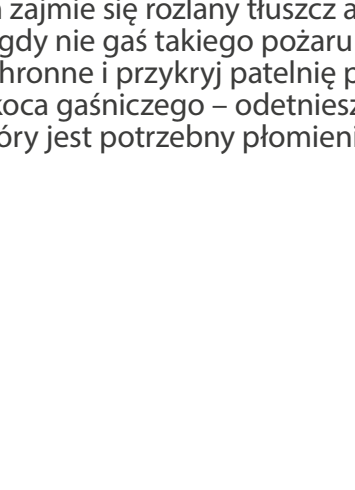 zajmie się rozlany tłuszcz a
gdy nie gaś takiego pożaru
hronne i przykryj patelnię p
koca gaśniczego – odetniesz
óry jest potrzebny płomieni